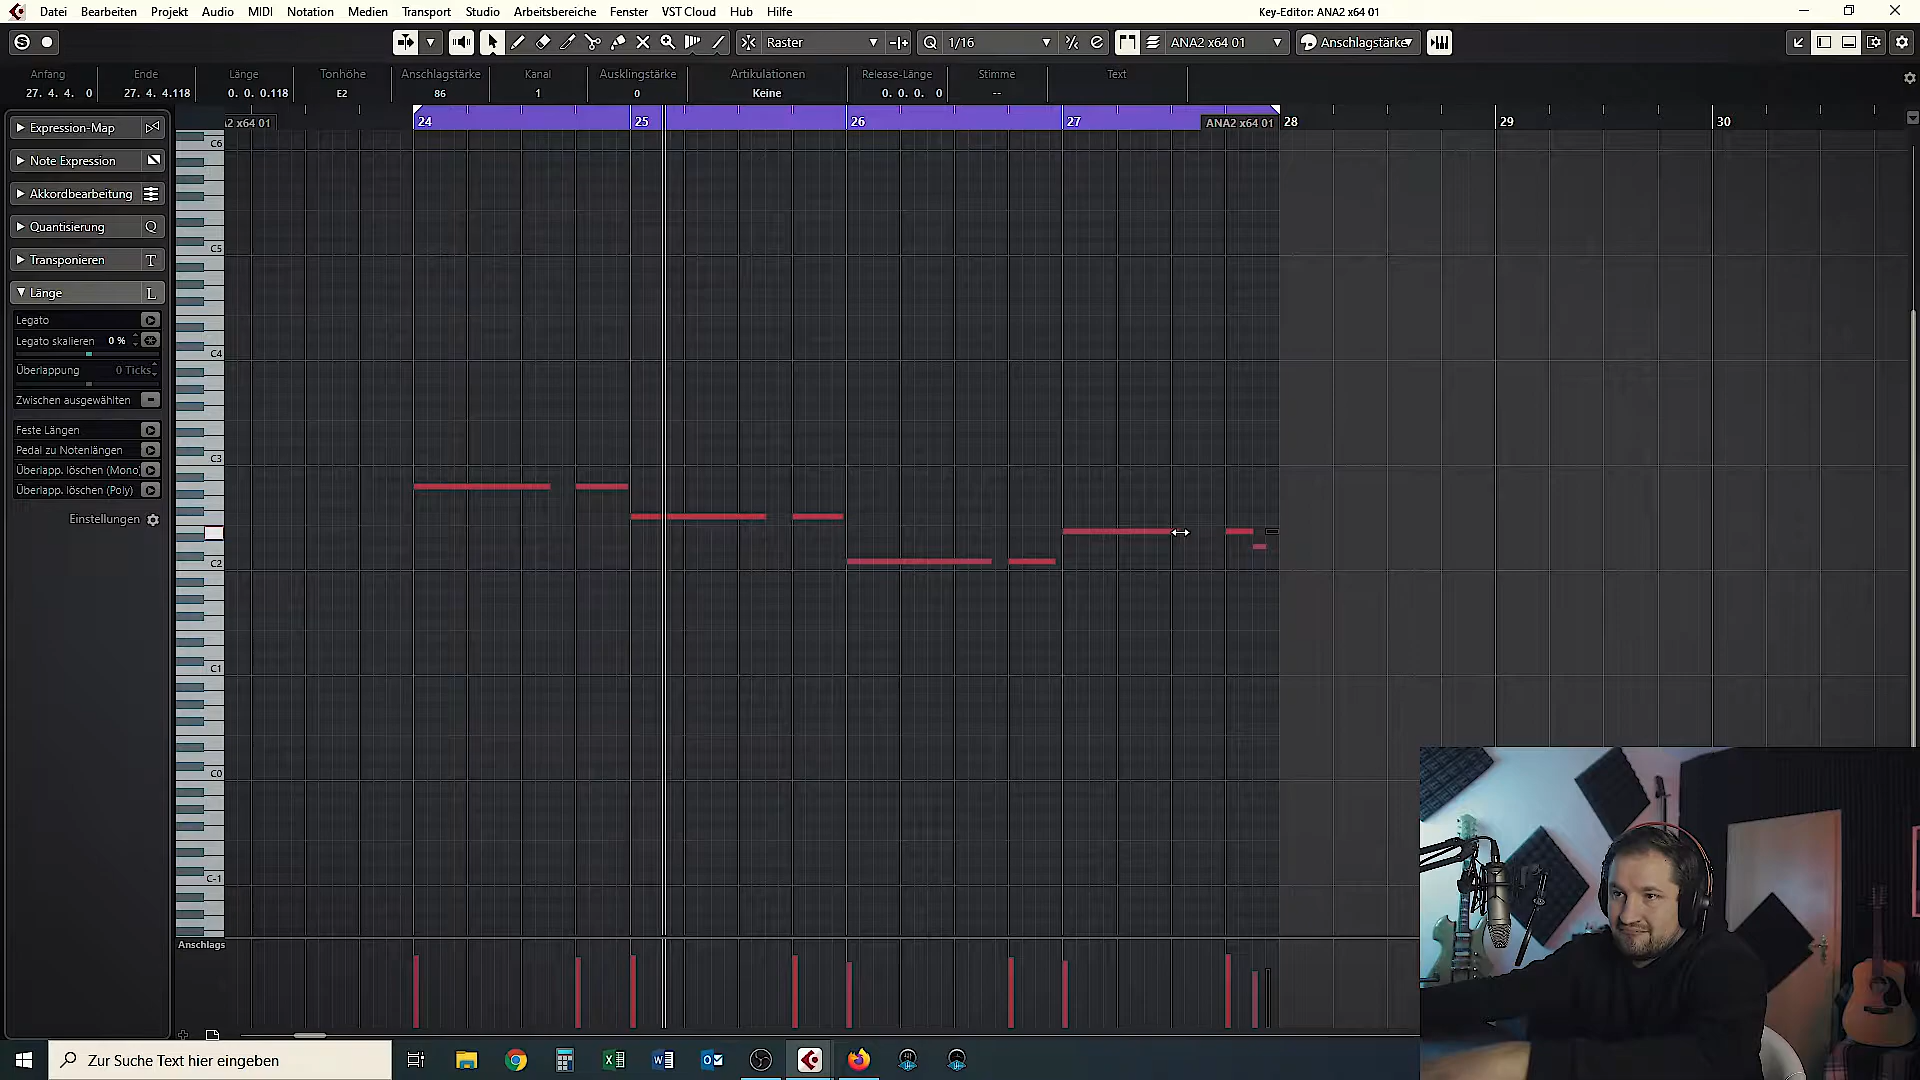 Datei Bearbeiten Projekt Audio MIDI Notation Medien Transport Studio Arbeitsbereiche Fenster VST Cloud Hub Hilfe Key-Editor: ANA2 x64 01
Raster 1/16 ANA2 x64 01 Anschlagstärke
Anfang Ende Länge Tonhöhe Anschlagstärke Kanal Ausklingstärke Artikulationen Release-Länge Stimme Text
27. 4. 4. 0 27. 4. 4.118 0. 0. 0.118 E2 86 1 0 Keine 0. 0. 0. 0 --
A2 x64 01 24 25 26 27 ANA2 x64 01 28 29 30
Expression-Map
Note Expression
Akkordbearbeitung
Quantisierung Q
Transponieren T
Länge L
Legato
Legato skalieren 0 %
Überlappung 0 Ticks
Zwischen ausgewählten
Feste Längen
Pedal zu Notenlängen
Überlapp. löschen (Mono)
Überlapp. löschen (Poly)
Einstellungen
C6
C5
C4
C3
C2
C1
C0
C-1
Anschlags
Zur Suche Text hier eingeben